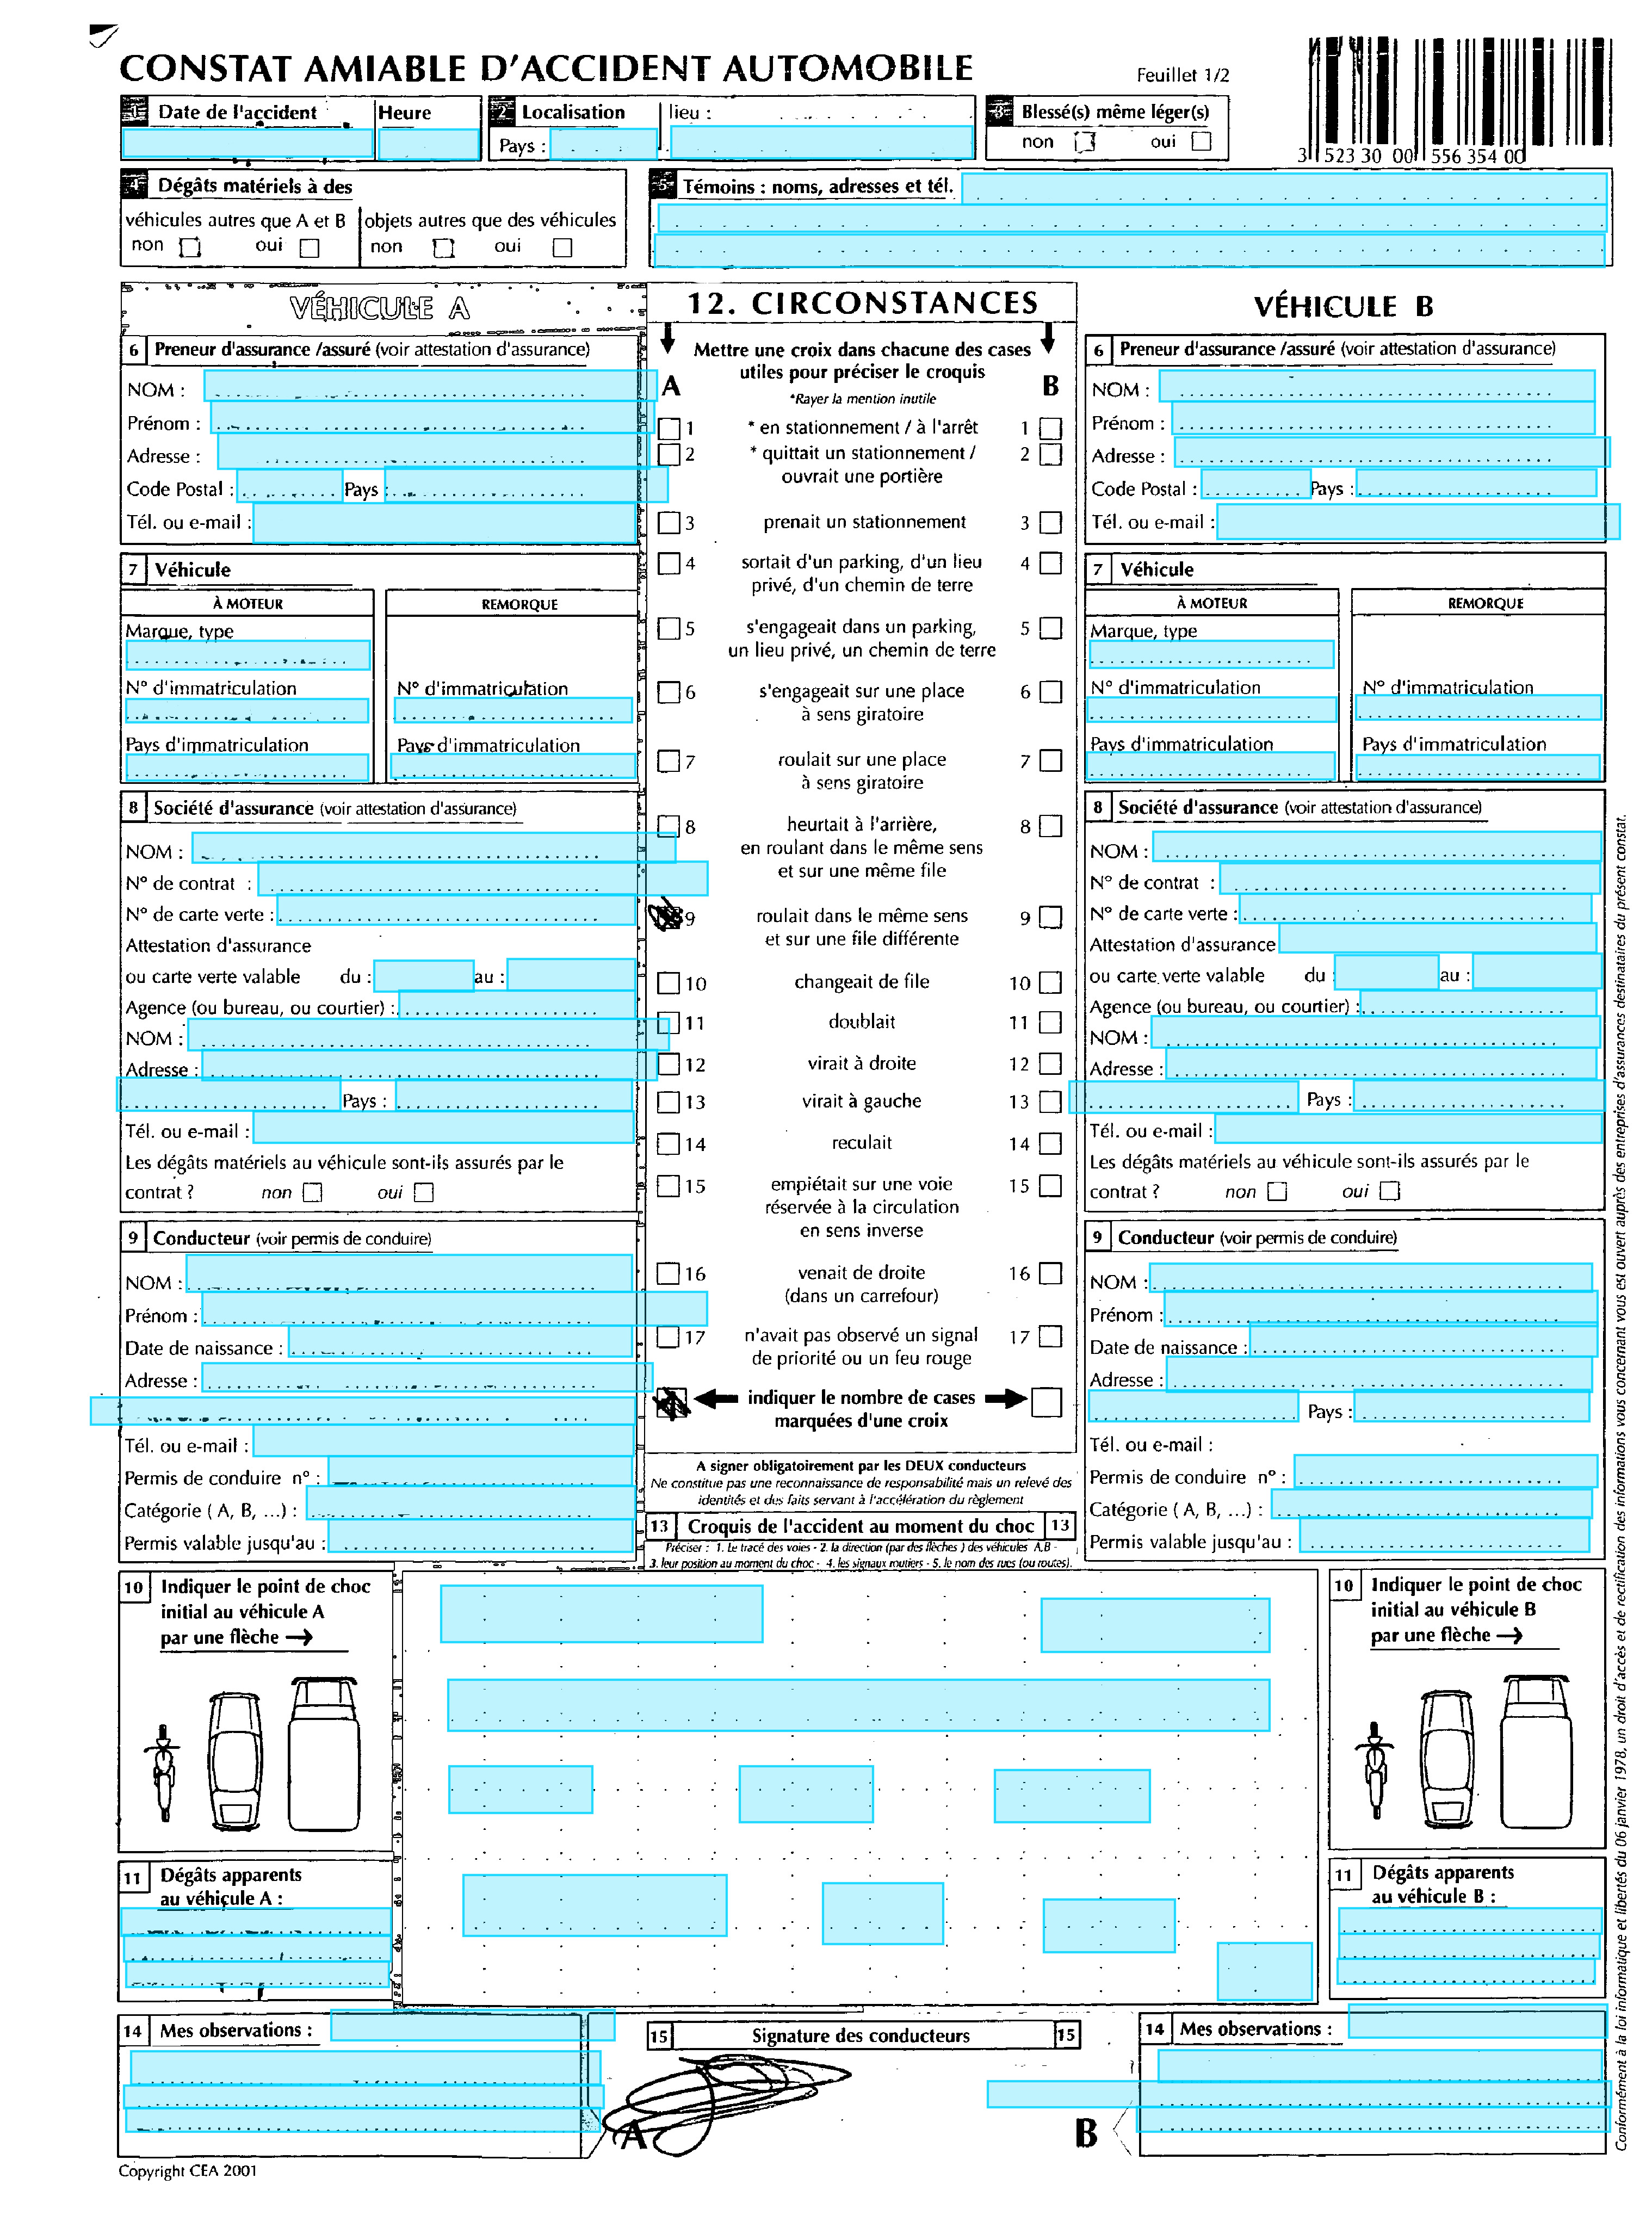 CONSTAT AMIABLE D'ACCIDENT AUTOMOBILE
Feuillet 1/2
1 Date de l'accident Heure
2 Localisation lieu :
Pays :
3 Blessé(s) même léger(s)
non oui
3 523 30 00 556 354 00
4 Dégâts matériels à des
véhicules autres que A et B objets autres que des véhicules
non oui non oui
5 Témoins : noms, adresses et tél.
VÉHICULE A
6 Preneur d'assurance /assuré (voir attestation d'assurance)
NOM :
Prénom :
Adresse :
Code Postal : Pays :
Tél. ou e-mail :
7 Véhicule
À MOTEUR REMORQUE
Marque, type
N° d'immatriculation N° d'immatriculation
Pays d'immatriculation Pays d'immatriculation
8 Société d'assurance (voir attestation d'assurance)
NOM :
N° de contrat :
N° de carte verte :
Attestation d'assurance
ou carte verte valable du : au :
Agence (ou bureau, ou courtier) :
NOM :
Adresse :
Pays :
Tél. ou e-mail :
Les dégâts matériels au véhicule sont-ils assurés par le
contrat ? non oui
9 Conducteur (voir permis de conduire)
NOM :
Prénom :
Date de naissance :
Adresse :
Tél. ou e-mail :
Permis de conduire n° :
Catégorie ( A, B, ...) :
Permis valable jusqu'au :
12. CIRCONSTANCES
Mettre une croix dans chacune des cases
utiles pour préciser le croquis
A B
*Rayer la mention inutile
1 * en stationnement / à l'arrêt 1
2 * quittait un stationnement / 2
ouvrait une portière
3 prenait un stationnement 3
4 sortait d'un parking, d'un lieu 4
privé, d'un chemin de terre
5 s'engageait dans un parking, 5
un lieu privé, un chemin de terre
6 s'engageait sur une place 6
à sens giratoire
7 roulait sur une place 7
à sens giratoire
8 heurtait à l'arrière, 8
en roulant dans le même sens
et sur une même file
9 roulait dans le même sens 9
et sur une file différente
10 changeait de file 10
11 doublait 11
12 virait à droite 12
13 virait à gauche 13
14 reculait 14
15 empiétait sur une voie 15
réservée à la circulation
en sens inverse
16 venait de droite 16
(dans un carrefour)
17 n'avait pas observé un signal 17
de priorité ou un feu rouge
indiquer le nombre de cases
marquées d'une croix
A signer obligatoirement par les DEUX conducteurs
Ne constitue pas une reconnaissance de responsabilité mais un relevé des
identités et des faits servant à l'accélération du règlement
13 Croquis de l'accident au moment du choc 13
Préciser : 1. Le tracé des voies - 2. la direction (par des flèches ) des véhicules A,B -
3. leur position au moment du choc - 4. les signaux routiers - 5. le nom des rues (ou routes).
VÉHICULE B
6 Preneur d'assurance /assuré (voir attestation d'assurance)
NOM :
Prénom :
Adresse :
Code Postal : Pays :
Tél. ou e-mail :
7 Véhicule
À MOTEUR REMORQUE
Marque, type
N° d'immatriculation N° d'immatriculation
Pays d'immatriculation Pays d'immatriculation
8 Société d'assurance (voir attestation d'assurance)
NOM :
N° de contrat :
N° de carte verte :
Attestation d'assurance
ou carte verte valable du : au :
Agence (ou bureau, ou courtier) :
NOM :
Adresse :
Pays :
Tél. ou e-mail :
Les dégâts matériels au véhicule sont-ils assurés par le
contrat ? non oui
9 Conducteur (voir permis de conduire)
NOM :
Prénom :
Date de naissance :
Adresse :
Pays :
Tél. ou e-mail :
Permis de conduire n° :
Catégorie ( A, B, ...) :
Permis valable jusqu'au :
10 Indiquer le point de choc
initial au véhicule A
par une flèche
11 Dégâts apparents
au véhicule A :
10 Indiquer le point de choc
initial au véhicule B
par une flèche
11 Dégâts apparents
au véhicule B :
14 Mes observations :
15 Signature des conducteurs 15
A B
14 Mes observations :
Copyright CEA 2001
Conformément à la loi informatique et libertés du 06 janvier 1978, un droit d'accès et de rectification des informations vous concernant vous est ouvert auprès des entreprises d'assurances destinataires du présent constat.